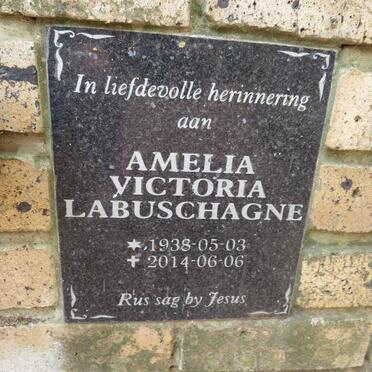 In liefdevolle herinnering
aan
AMELIA
VICTORIA
LABUSCHAGNE
* 1938-05-03
✝ 2014-06-06
Rus sag by Jesus